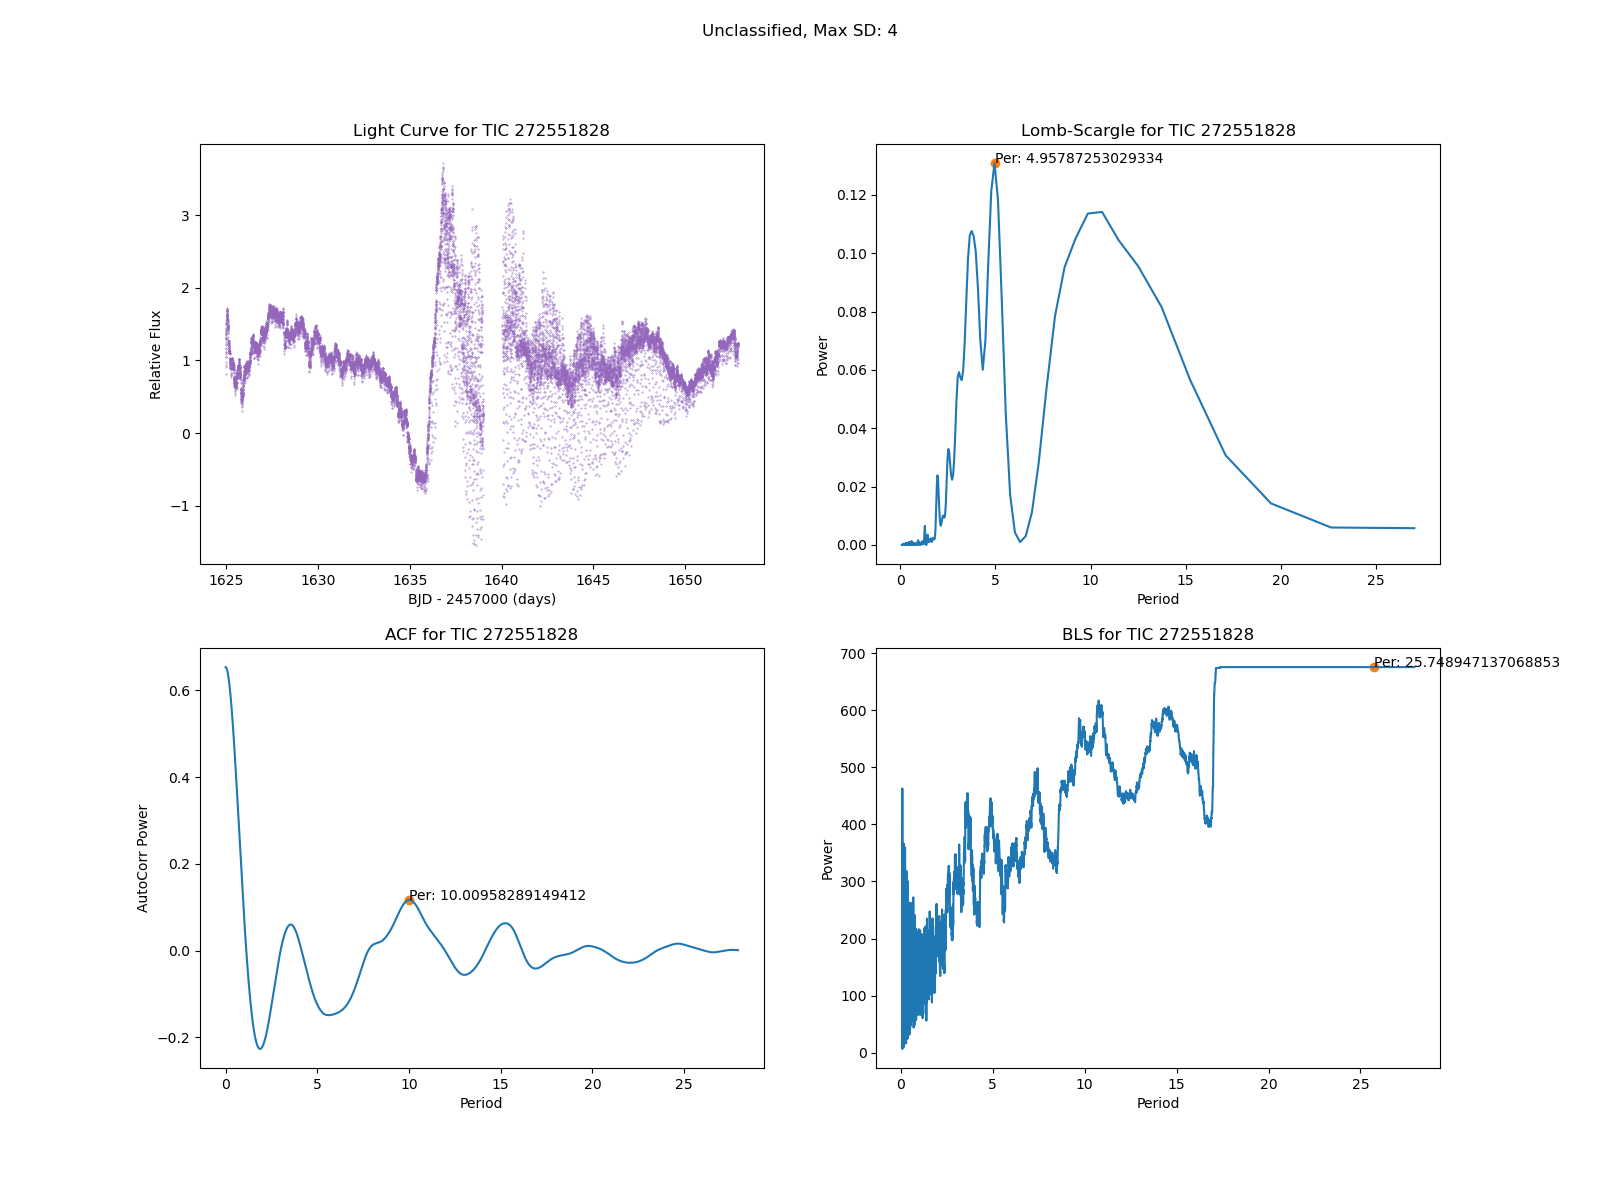 Unclassified, Max SD: 4
Light Curve for TIC 272551828
Relative Flux
3
2
1
0
−1
1625 1630 1635 1640 1645 1650
BJD - 2457000 (days)
Lomb-Scargle for TIC 272551828
Per: 4.95787253029334
Power
0.12
0.10
0.08
0.06
0.04
0.02
0.00
0 5 10 15 20 25
Period
ACF for TIC 272551828
Per: 10.00958289149412
AutoCorr Power
0.6
0.4
0.2
0.0
−0.2
0 5 10 15 20 25
Period
BLS for TIC 272551828
Per: 25.748947137068853
Power
700
600
500
400
300
200
100
0
0 5 10 15 20 25
Period